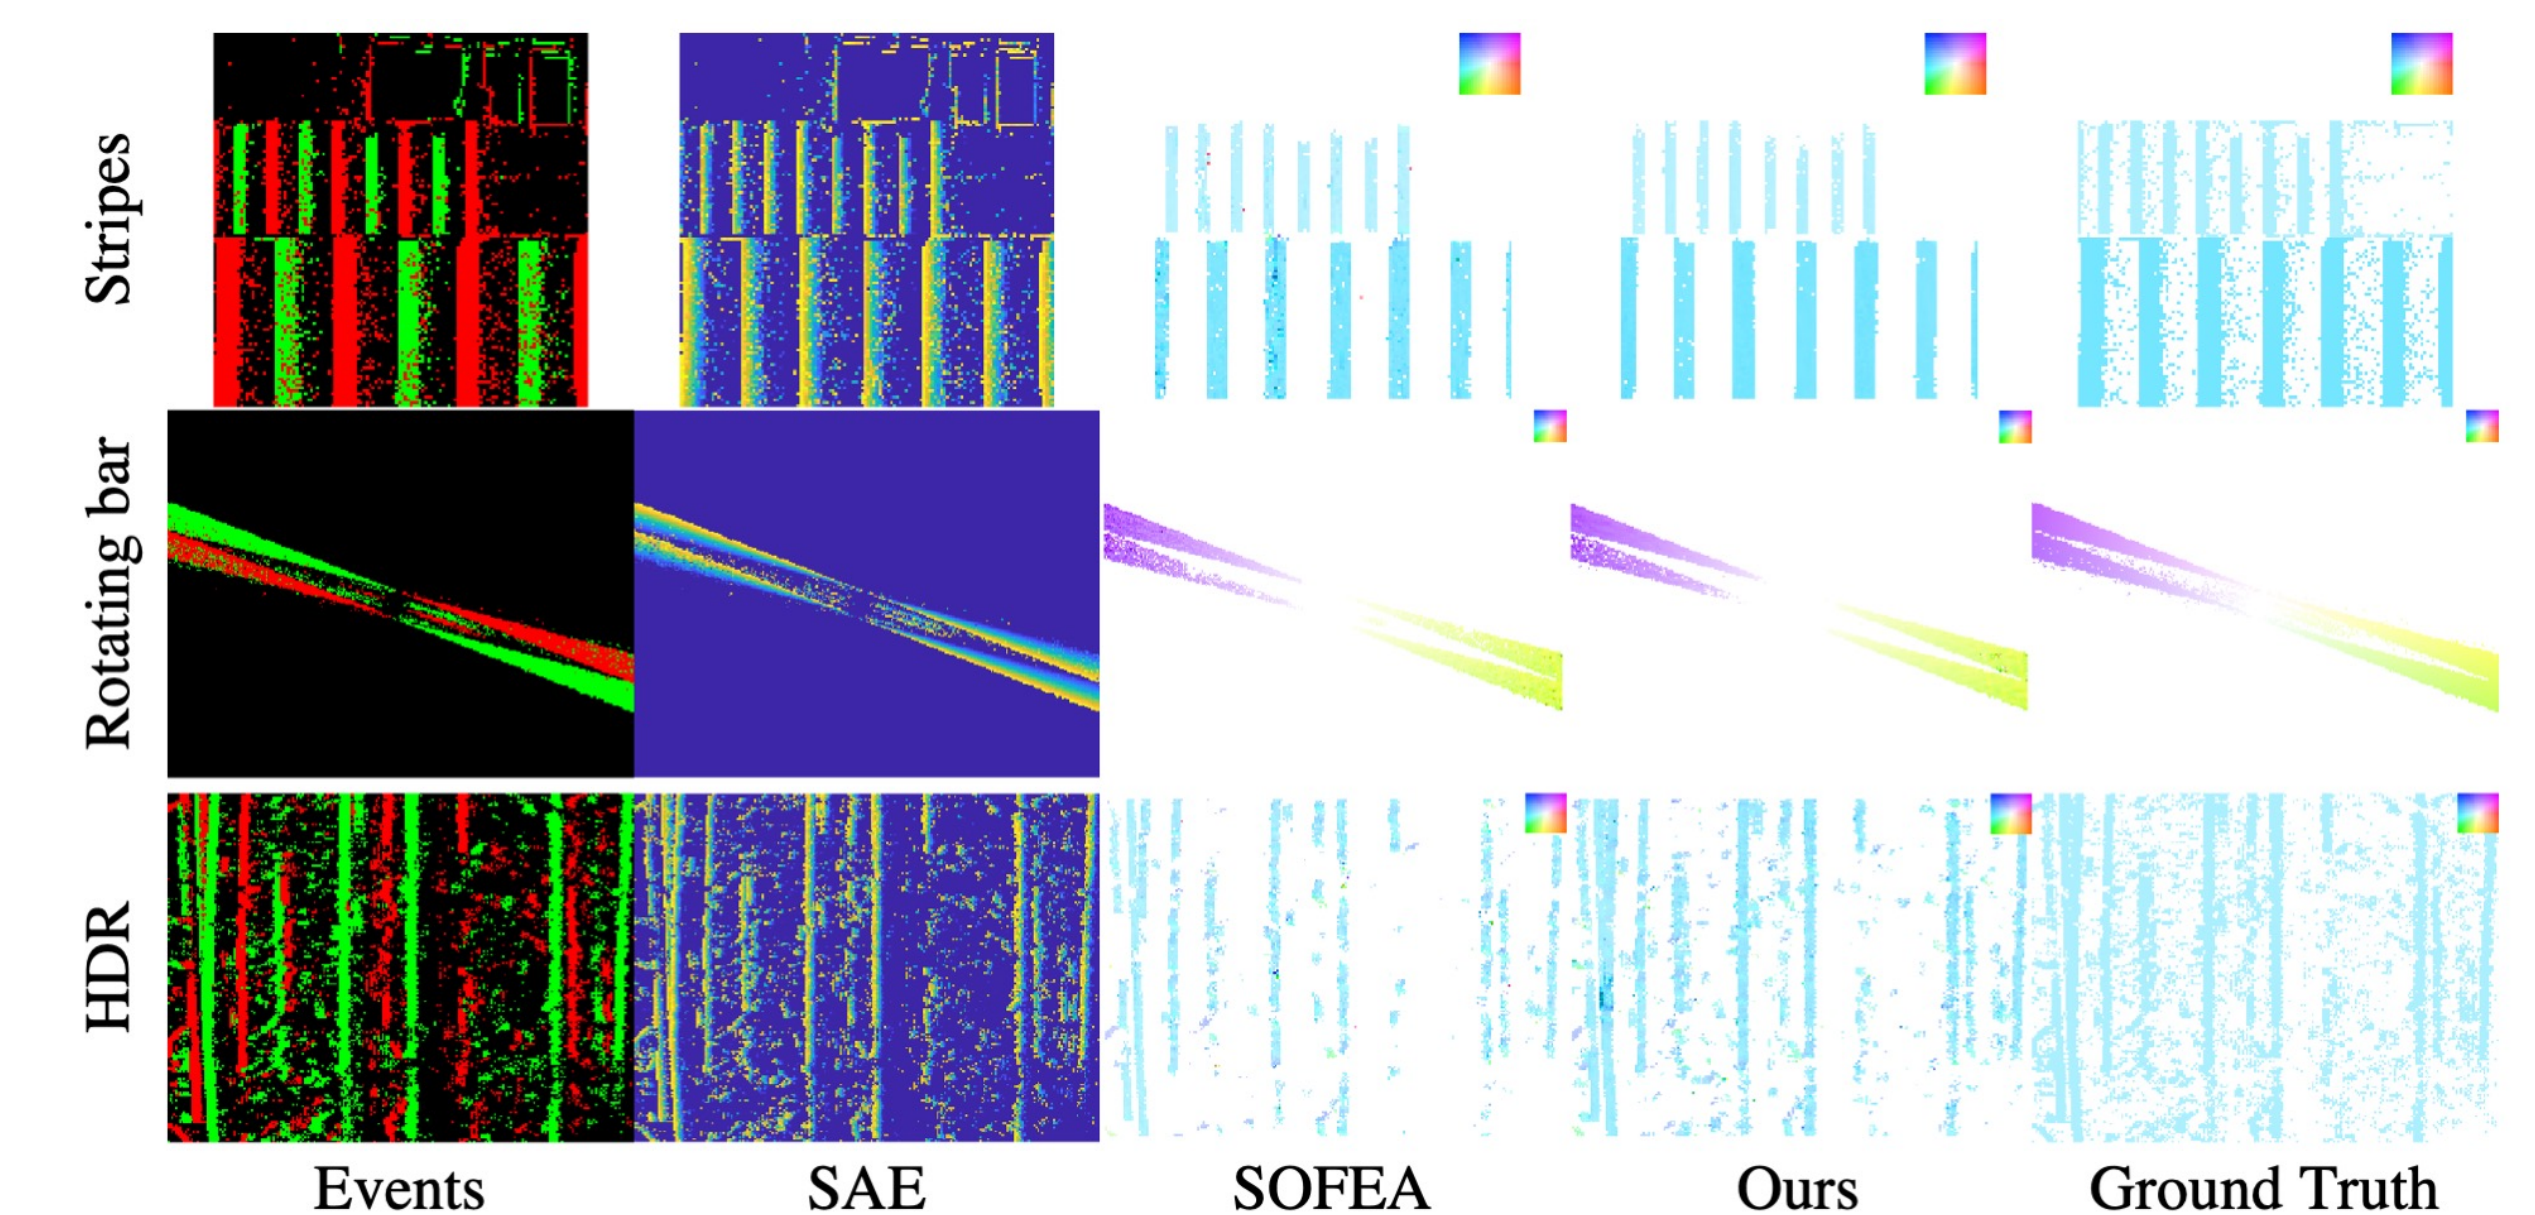 Stripes
Rotating bar
HDR
Events
SAE
SOFEA
Ours
Ground Truth